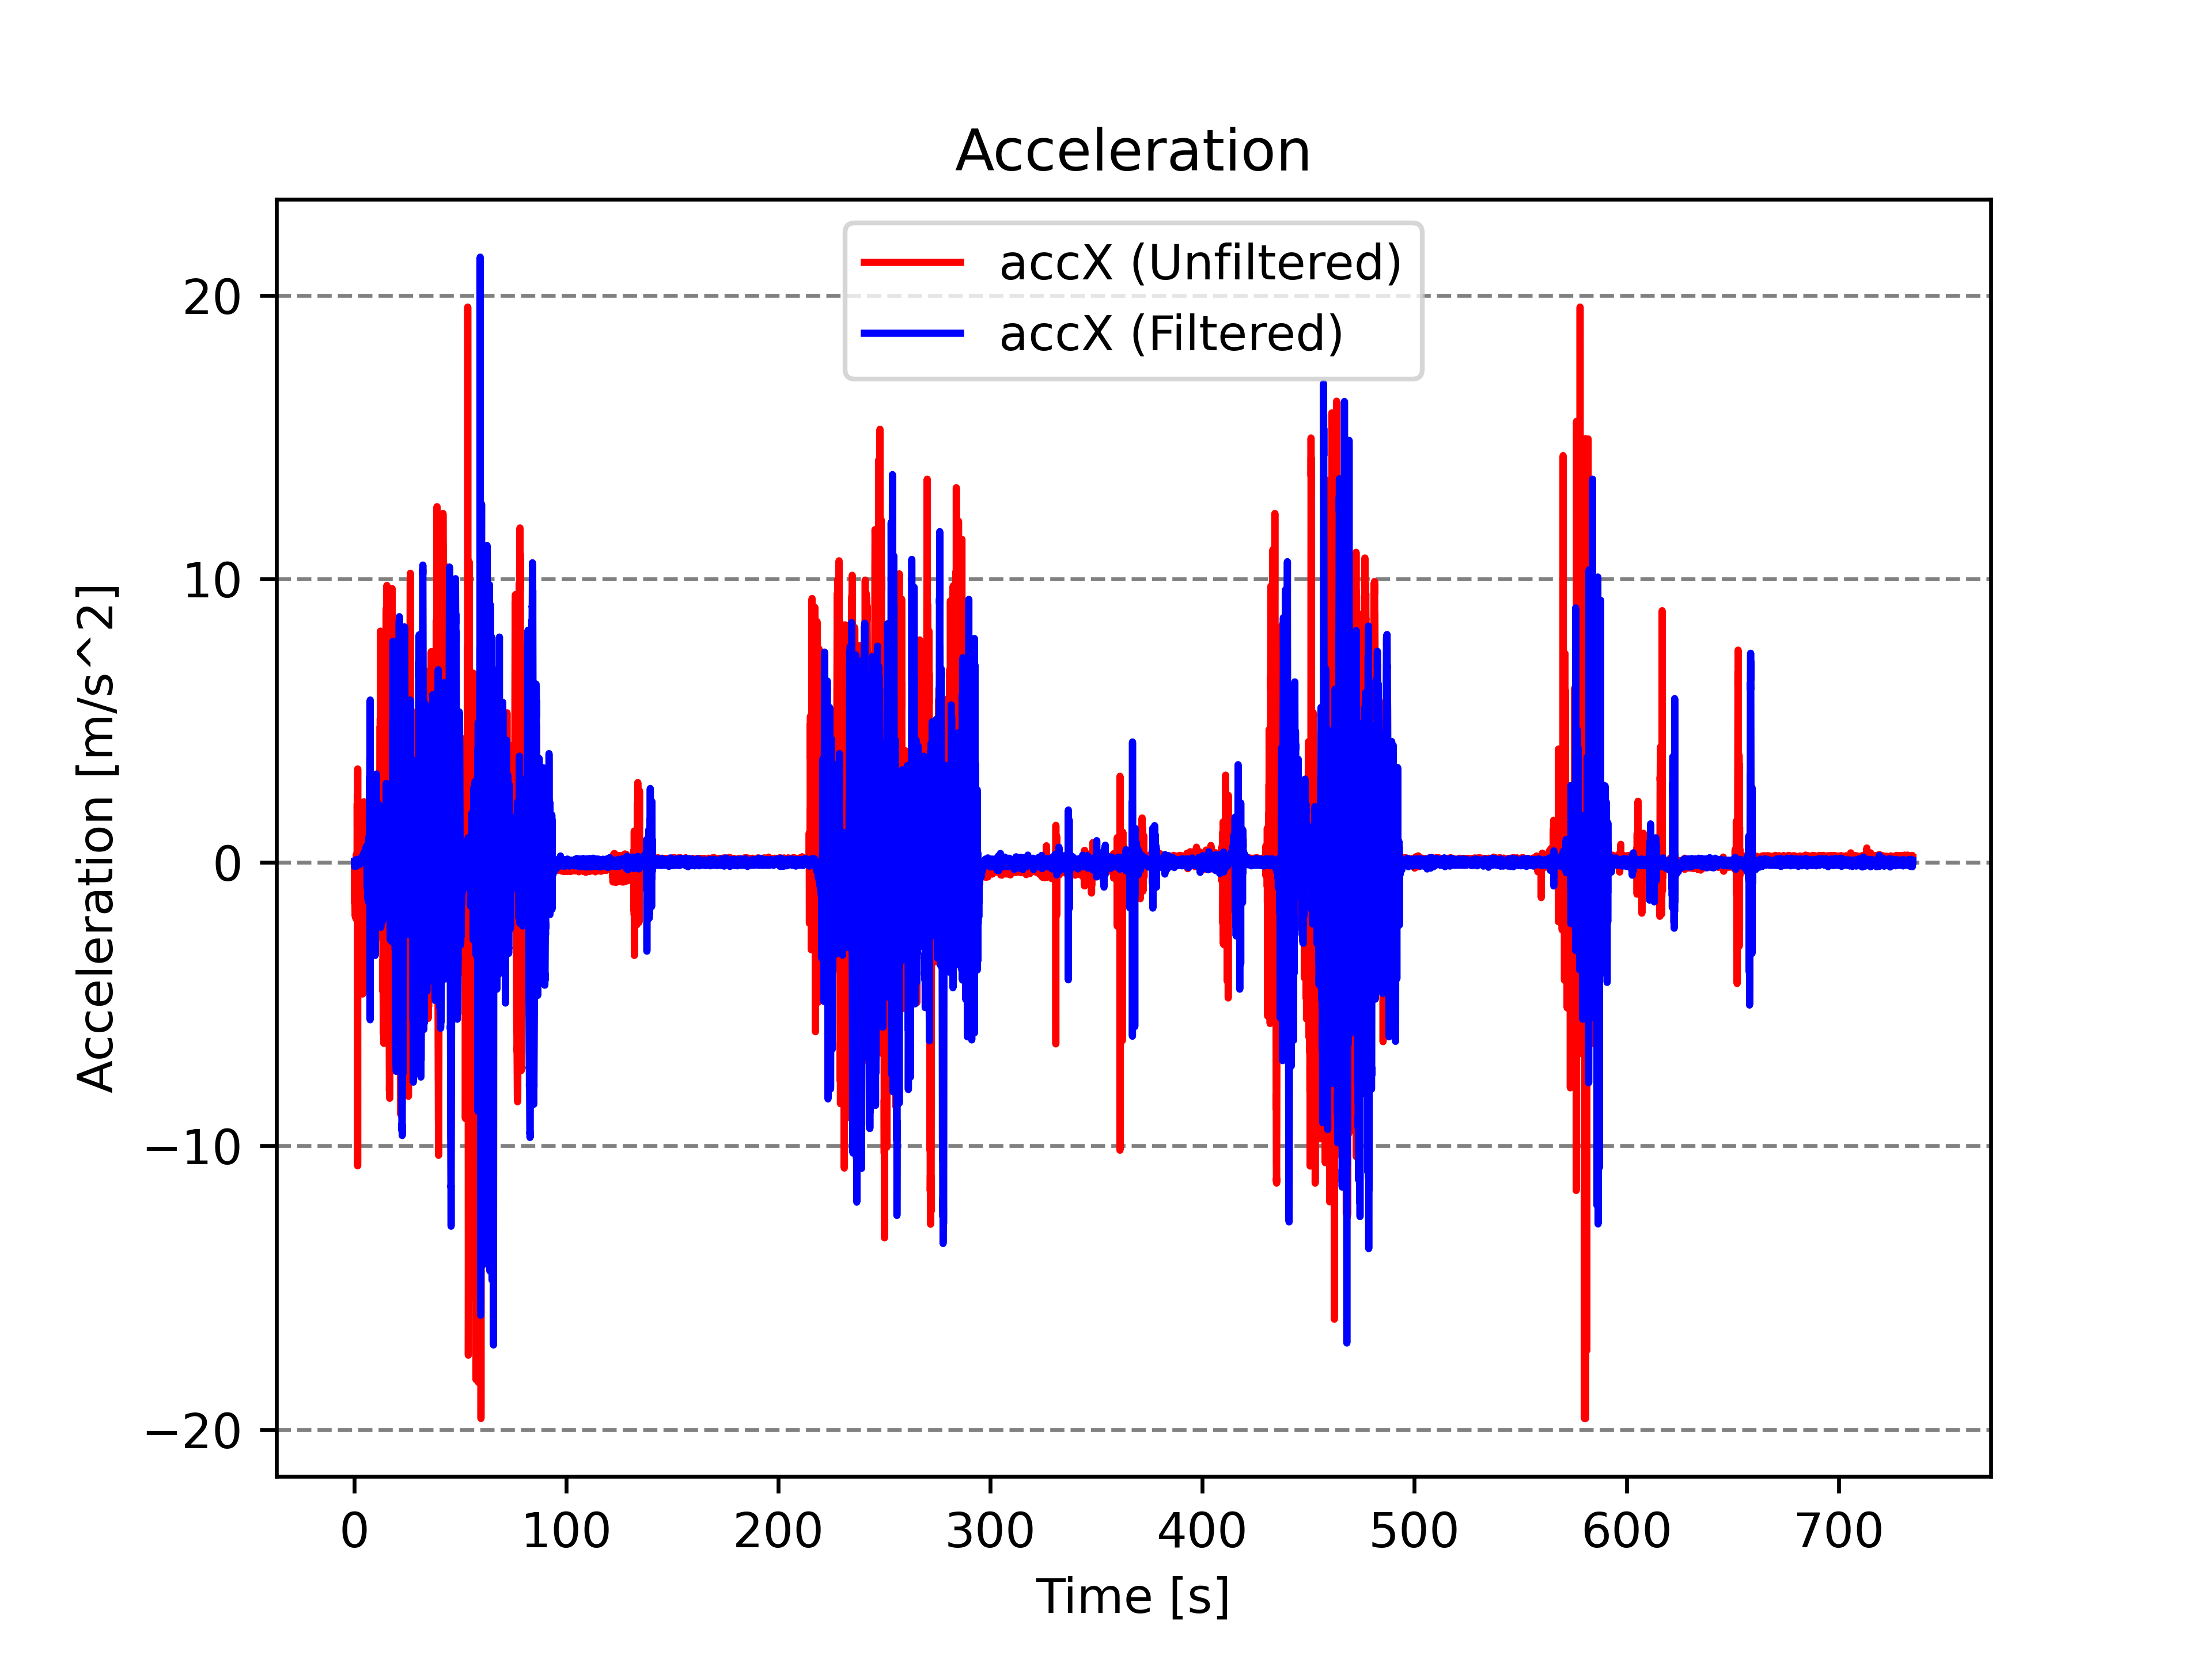 Acceleration
accX (Unfiltered)
accX (Filtered)
Acceleration [m/s^2]
20
10
0
−10
−20
0 100 200 300 400 500 600 700
Time [s]